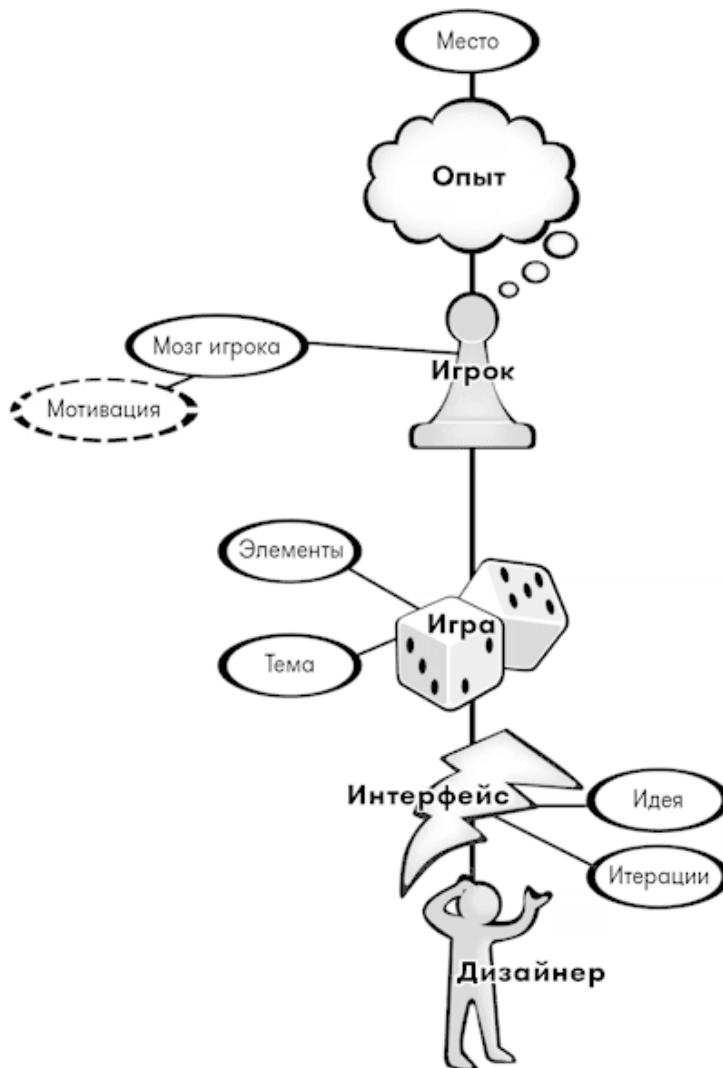 Место
Опыт
Мозг игрока
Игрок
Мотивация
Элементы
Игра
Тема
Интерфейс
Идея
Итерации
Дизайнер